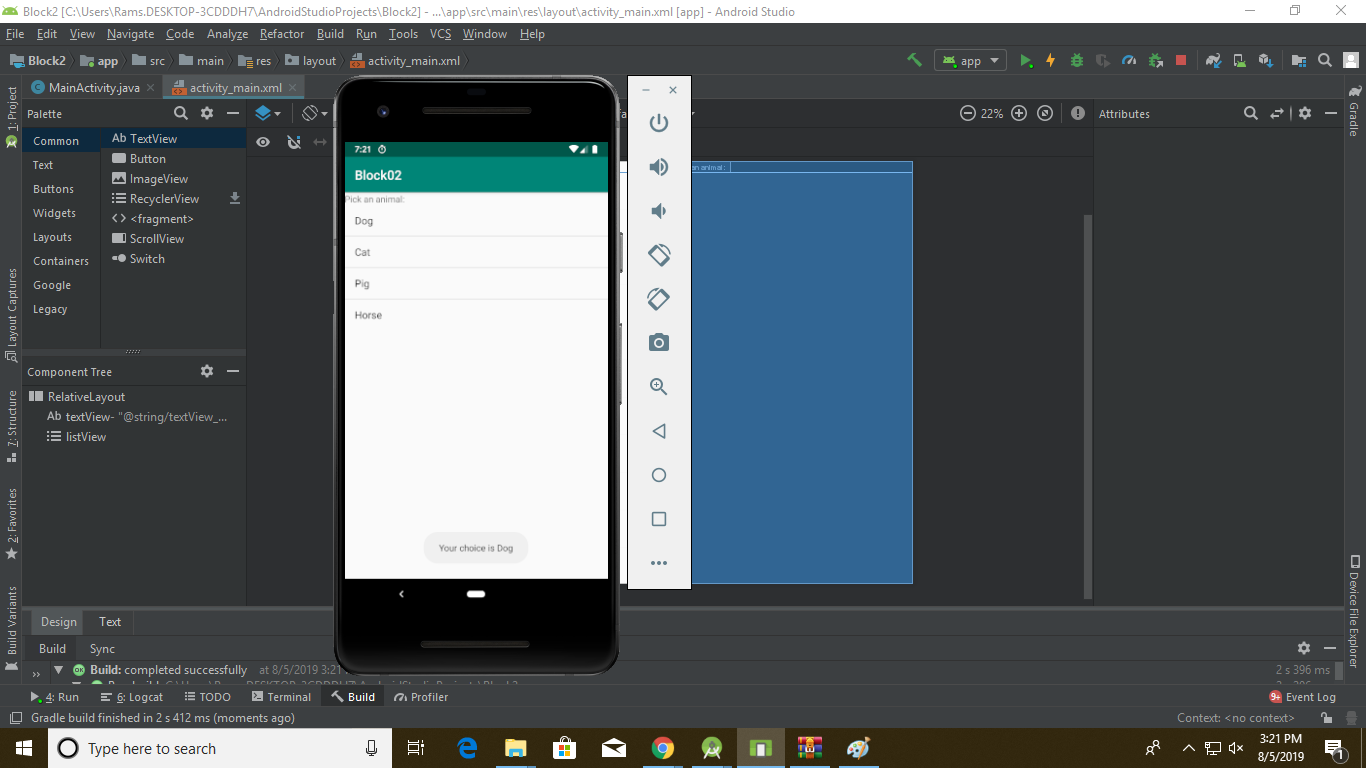 Block2 [C:\Users\Rams.DESKTOP-3CDDDH7\AndroidStudioProjects\Block2] - ...\app\src\main\res\layout\activity_main.xml [app] - Android Studio
File Edit View Navigate Code Analyze Refactor Build Run Tools VCS Window Help
Block2 app src main res layout activity_main.xml
app
MainActivity.java activity_main.xml
1: Project
Layout Captures
7: Structure
2: Favorites
Build Variants
Palette
Common
Text
Buttons
Widgets
Layouts
Containers
Google
Legacy
Ab TextView
Button
ImageView
RecyclerView
<fragment>
ScrollView
Switch
Component Tree
RelativeLayout
Ab textView- "@string/textView_...
listView
7:21
Block02
Pick an animal:
Dog
Cat
Pig
Horse
Your choice is Dog
22%
an animal:
Attributes
Gradle
Device File Explorer
Design Text
Build Sync
Build: completed successfully at 8/5/2019 3:21
2 s 396 ms
4: Run 6: Logcat TODO Terminal Build Profiler
9+ Event Log
Gradle build finished in 2 s 412 ms (moments ago)
Context: <no context>
Type here to search
3:21 PM
8/5/2019
1